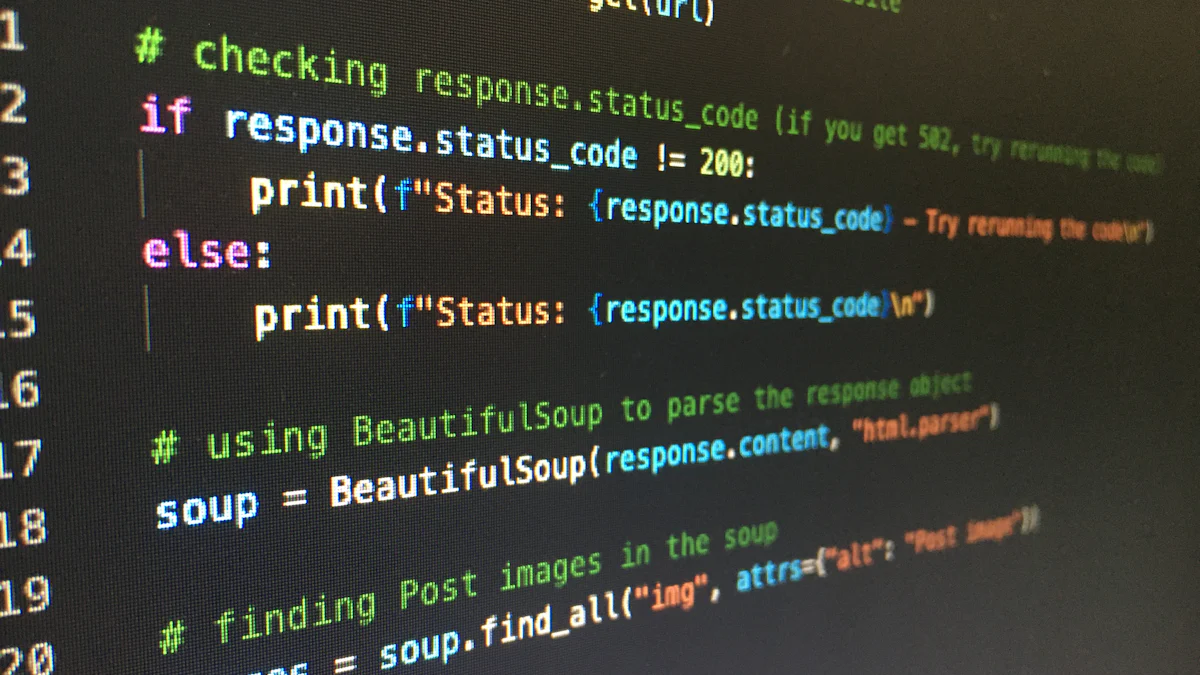 get(url)
1 # checking response.status_code (if you get 502, try rerunning the code)
2 if response.status_code != 200:
3 print(f"Status: {response.status_code} – Try rerunning the code\n")
.4 else:
.5 print(f"Status: {response.status_code}\n")
16
17 # using BeautifulSoup to parse the response object
18 soup = BeautifulSoup(response.content, "html.parser")
19
20 # finding Post images in the soup
= soup.find_all("img", attrs={"alt": "Post image"})